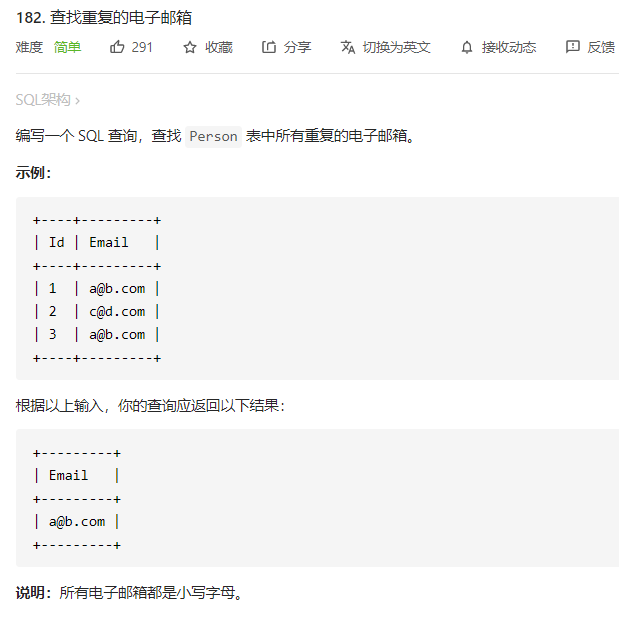 182. 查找重复的电子邮箱
难度 简单 291 收藏 分享 切换为英文 接收动态 反馈
SQL架构 ›
编写一个 SQL 查询，查找 Person 表中所有重复的电子邮箱。
示例：
+----+---------+
| Id | Email   |
+----+---------+
| 1  | a@b.com |
| 2  | c@d.com |
| 3  | a@b.com |
+----+---------+
根据以上输入，你的查询应返回以下结果：
+---------+
| Email   |
+---------+
| a@b.com |
+---------+
说明：所有电子邮箱都是小写字母。